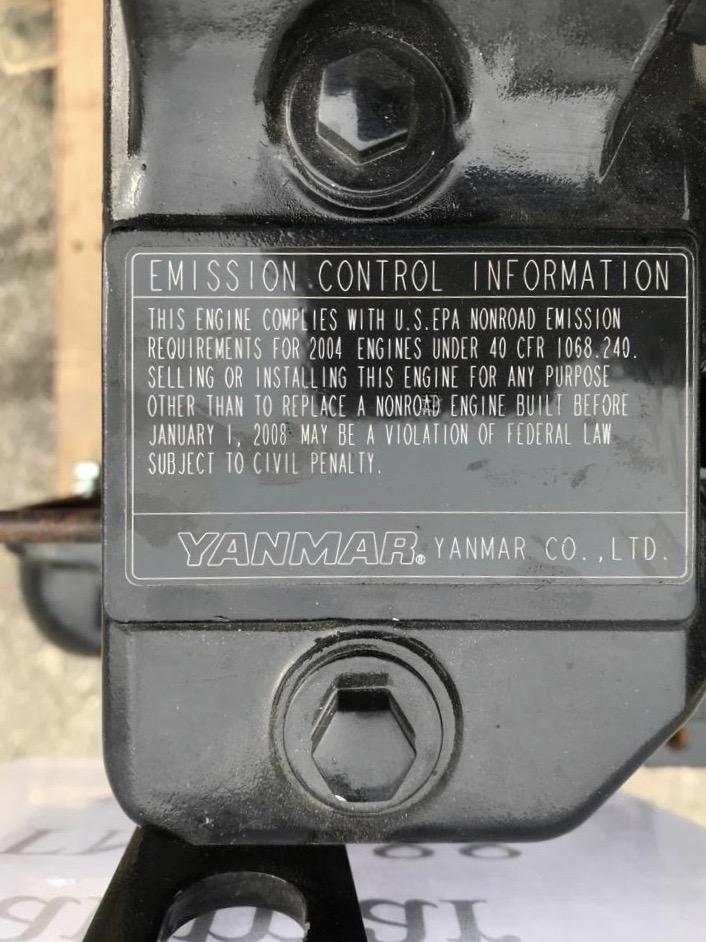 EMISSION CONTROL INFORMATION
THIS ENGINE COMPLIES WITH U.S.EPA NONROAD EMISSION
REQUIREMENTS FOR 2004 ENGINES UNDER 40 CFR 1068.240.
SELLING OR INSTALLING THIS ENGINE FOR ANY PURPOSE
OTHER THAN TO REPLACE A NONROAD ENGINE BUILT BEFORE
JANUARY 1, 2008 MAY BE A VIOLATION OF FEDERAL LAW
SUBJECT TO CIVIL PENALTY.
YANMAR® YANMAR CO.,LTD.